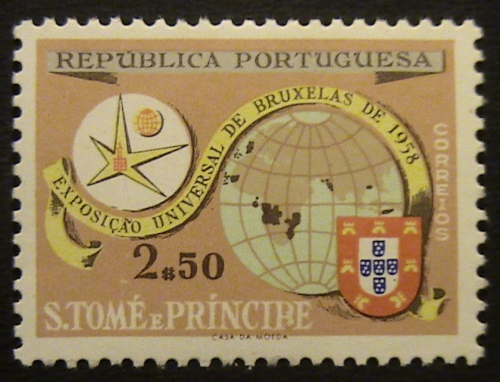 REPÚBLICA PORTUGUESA
EXPOSIÇÃO UNIVERSAL DE BRUXELAS DE 1958
CORREIOS
2$50
S. TOMÉ E PRÍNCIPE
CASA DA MOEDA